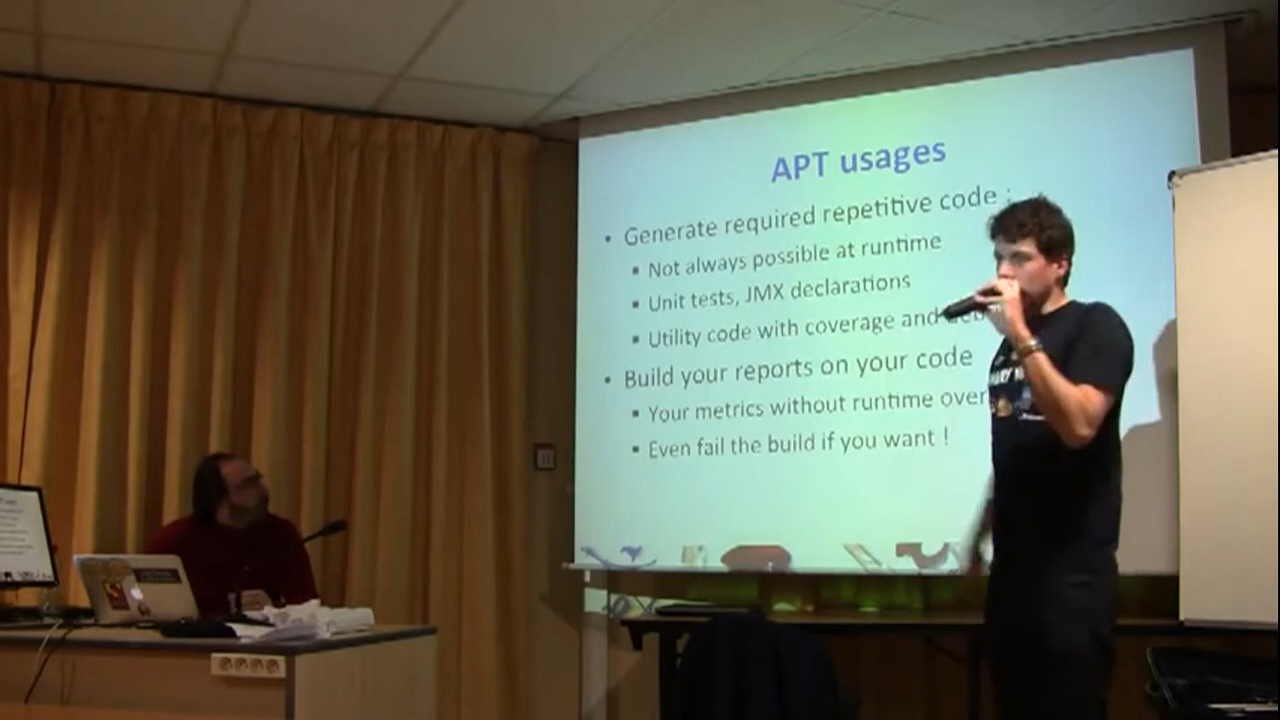 APT usages
• Generate required repetitive code :
▪ Not always possible at runtime
▪ Unit tests, JMX declarations
▪ Utility code with coverage and
• Build your reports on your code
▪ Your metrics without runtime over
▪ Even fail the build if you want !